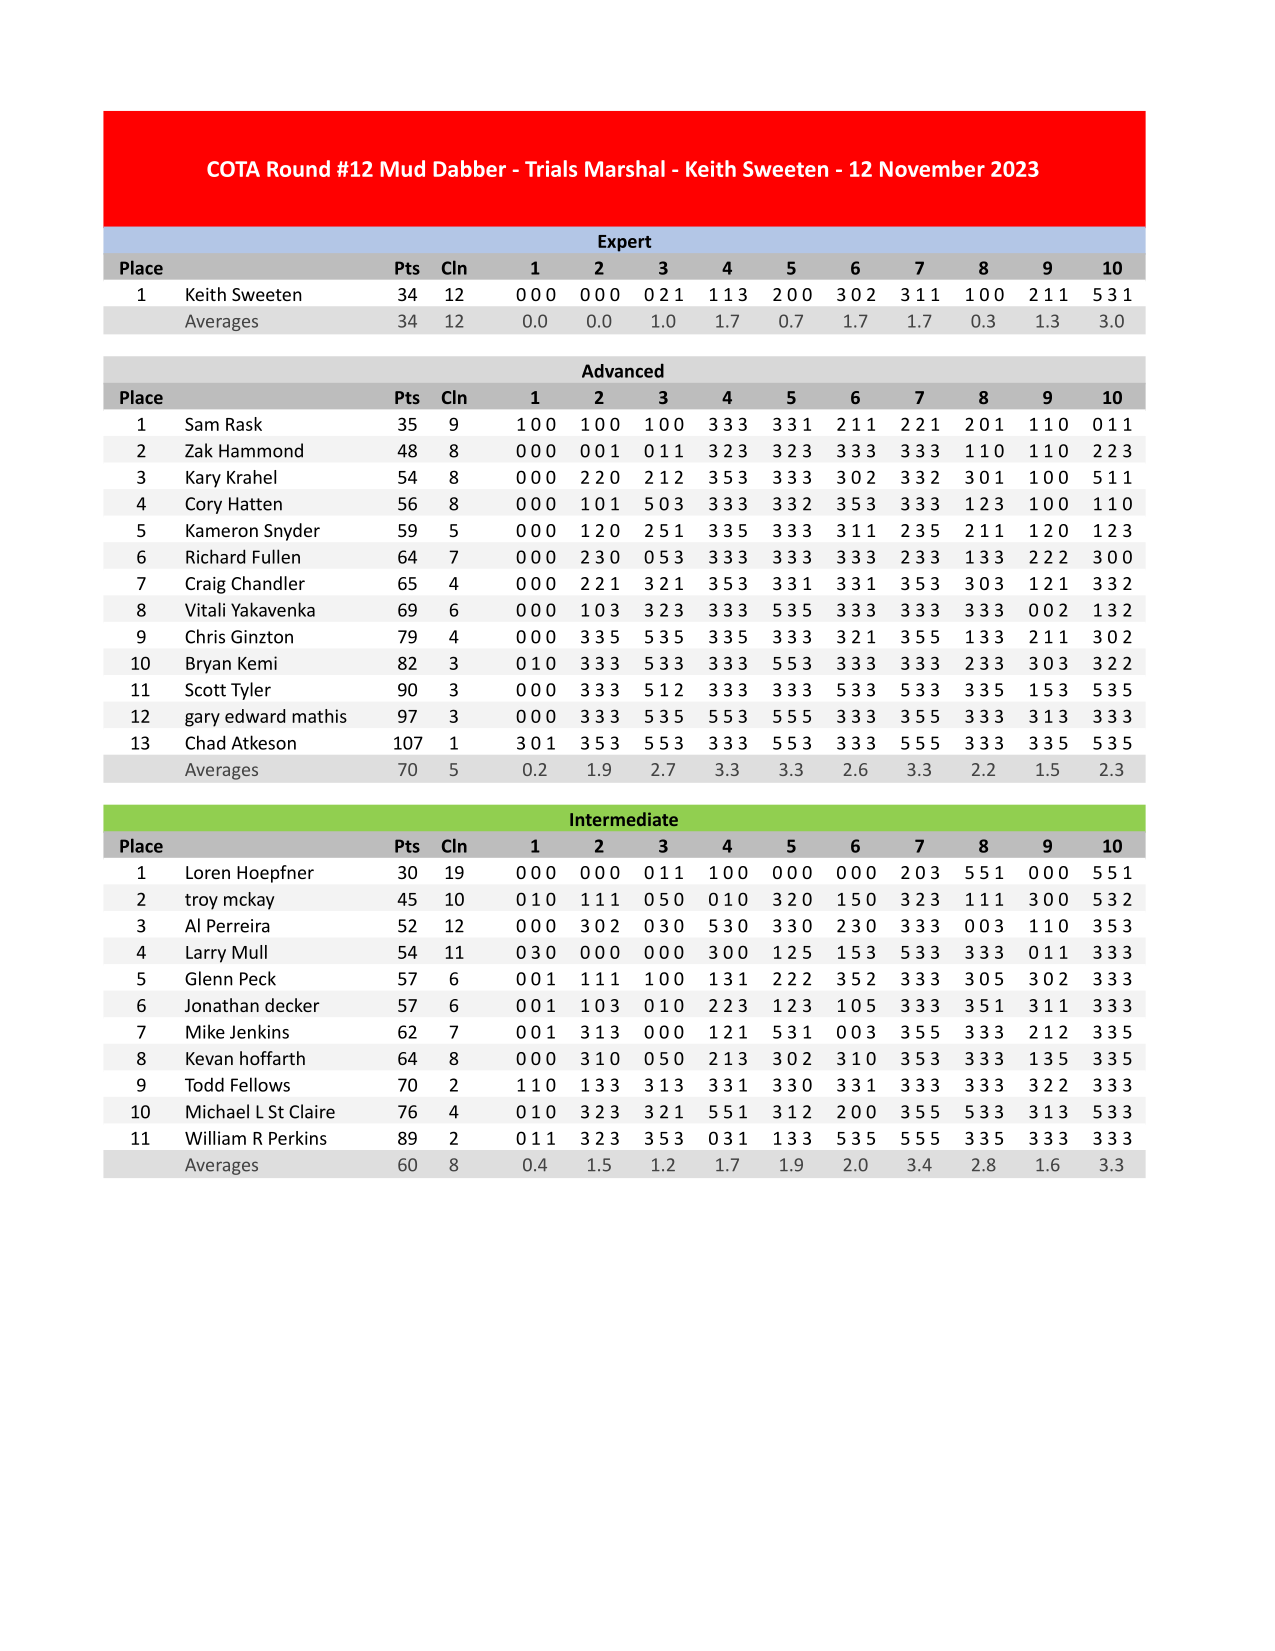 COTA Round #12 Mud Dabber - Trials Marshal - Keith Sweeten - 12 November 2023
Expert
Place Pts Cln 1 2 3 4 5 6 7 8 9 10
1 Keith Sweeten 34 12 0 0 0 0 0 0 0 2 1 1 1 3 2 0 0 3 0 2 3 1 1 1 0 0 2 1 1 5 3 1
Averages 34 12 0.0 0.0 1.0 1.7 0.7 1.7 1.7 0.3 1.3 3.0
Advanced
Place Pts Cln 1 2 3 4 5 6 7 8 9 10
1 Sam Rask 35 9 1 0 0 1 0 0 1 0 0 3 3 3 3 3 1 2 1 1 2 2 1 2 0 1 1 1 0 0 1 1
2 Zak Hammond 48 8 0 0 0 0 0 1 0 1 1 3 2 3 3 2 3 3 3 3 3 3 3 1 1 0 1 1 0 2 2 3
3 Kary Krahel 54 8 0 0 0 2 2 0 2 1 2 3 5 3 3 3 3 3 0 2 3 3 2 3 0 1 1 0 0 5 1 1
4 Cory Hatten 56 8 0 0 0 1 0 1 5 0 3 3 3 3 3 3 2 3 5 3 3 3 3 1 2 3 1 0 0 1 1 0
5 Kameron Snyder 59 5 0 0 0 1 2 0 2 5 1 3 3 5 3 3 3 3 1 1 2 3 5 2 1 1 1 2 0 1 2 3
6 Richard Fullen 64 7 0 0 0 2 3 0 0 5 3 3 3 3 3 3 3 3 3 3 2 3 3 1 3 3 2 2 2 3 0 0
7 Craig Chandler 65 4 0 0 0 2 2 1 3 2 1 3 5 3 3 3 1 3 3 1 3 5 3 3 0 3 1 2 1 3 3 2
8 Vitali Yakavenka 69 6 0 0 0 1 0 3 3 2 3 3 3 3 5 3 5 3 3 3 3 3 3 3 3 3 0 0 2 1 3 2
9 Chris Ginzton 79 4 0 0 0 3 3 5 5 3 5 3 3 5 3 3 3 3 2 1 3 5 5 1 3 3 2 1 1 3 0 2
10 Bryan Kemi 82 3 0 1 0 3 3 3 5 3 3 3 3 3 5 5 3 3 3 3 3 3 3 2 3 3 3 0 3 3 2 2
11 Scott Tyler 90 3 0 0 0 3 3 3 5 1 2 3 3 3 3 3 3 5 3 3 5 3 3 3 3 5 1 5 3 5 3 5
12 gary edward mathis 97 3 0 0 0 3 3 3 5 3 5 5 5 3 5 5 5 3 3 3 3 5 5 3 3 3 3 1 3 3 3 3
13 Chad Atkeson 107 1 3 0 1 3 5 3 5 5 3 3 3 3 5 5 3 3 3 3 5 5 5 3 3 3 3 3 5 5 3 5
Averages 70 5 0.2 1.9 2.7 3.3 3.3 2.6 3.3 2.2 1.5 2.3
Intermediate
Place Pts Cln 1 2 3 4 5 6 7 8 9 10
1 Loren Hoepfner 30 19 0 0 0 0 0 0 0 1 1 1 0 0 0 0 0 0 0 0 2 0 3 5 5 1 0 0 0 5 5 1
2 troy mckay 45 10 0 1 0 1 1 1 0 5 0 0 1 0 3 2 0 1 5 0 3 2 3 1 1 1 3 0 0 5 3 2
3 Al Perreira 52 12 0 0 0 3 0 2 0 3 0 5 3 0 3 3 0 2 3 0 3 3 3 0 0 3 1 1 0 3 5 3
4 Larry Mull 54 11 0 3 0 0 0 0 0 0 0 3 0 0 1 2 5 1 5 3 5 3 3 3 3 3 0 1 1 3 3 3
5 Glenn Peck 57 6 0 0 1 1 1 1 1 0 0 1 3 1 2 2 2 3 5 2 3 3 3 3 0 5 3 0 2 3 3 3
6 Jonathan decker 57 6 0 0 1 1 0 3 0 1 0 2 2 3 1 2 3 1 0 5 3 3 3 3 5 1 3 1 1 3 3 3
7 Mike Jenkins 62 7 0 0 1 3 1 3 0 0 0 1 2 1 5 3 1 0 0 3 3 5 5 3 3 3 2 1 2 3 3 5
8 Kevan hoffarth 64 8 0 0 0 3 1 0 0 5 0 2 1 3 3 0 2 3 1 0 3 5 3 3 3 3 1 3 5 3 3 5
9 Todd Fellows 70 2 1 1 0 1 3 3 3 1 3 3 3 1 3 3 0 3 3 1 3 3 3 3 3 3 3 2 2 3 3 3
10 Michael L St Claire 76 4 0 1 0 3 2 3 3 2 1 5 5 1 3 1 2 2 0 0 3 5 5 5 3 3 3 1 3 5 3 3
11 William R Perkins 89 2 0 1 1 3 2 3 3 5 3 0 3 1 1 3 3 5 3 5 5 5 5 3 3 5 3 3 3 3 3 3
Averages 60 8 0.4 1.5 1.2 1.7 1.9 2.0 3.4 2.8 1.6 3.3